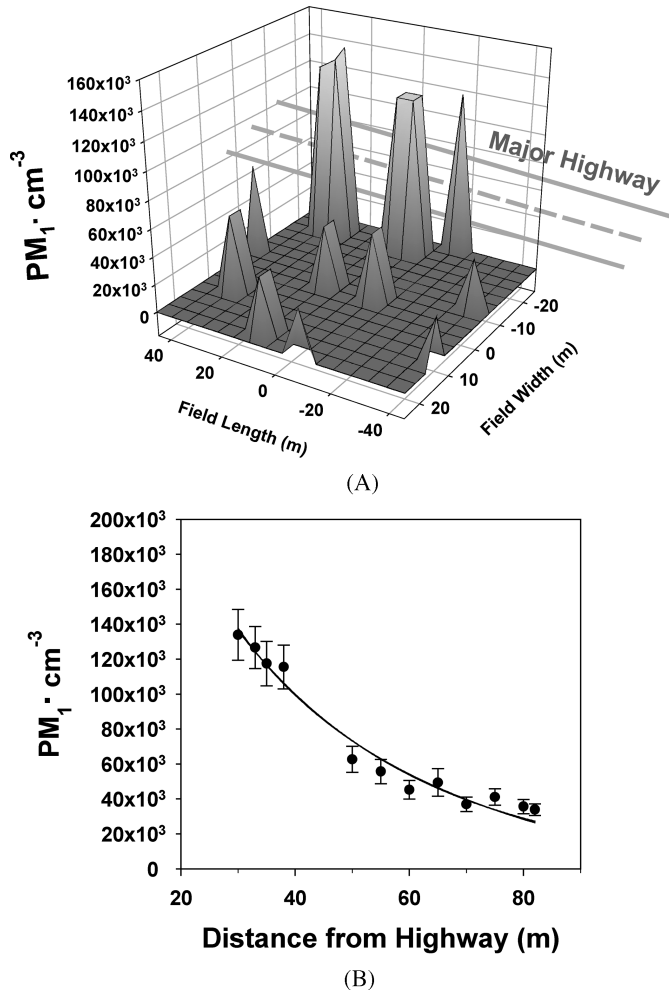 160x10³
140x10³
120x10³
100x10³
80x10³
60x10³
40x10³
20x10³
0
PM₁· cm⁻³
Major Highway
40
20
0
-20
-40
Field Length (m)
20
10
0
-10
-20
Field Width (m)
(A)
200x10³
180x10³
160x10³
140x10³
120x10³
100x10³
80x10³
60x10³
40x10³
20x10³
0
PM₁· cm⁻³
20
40
60
80
Distance from Highway (m)
(B)